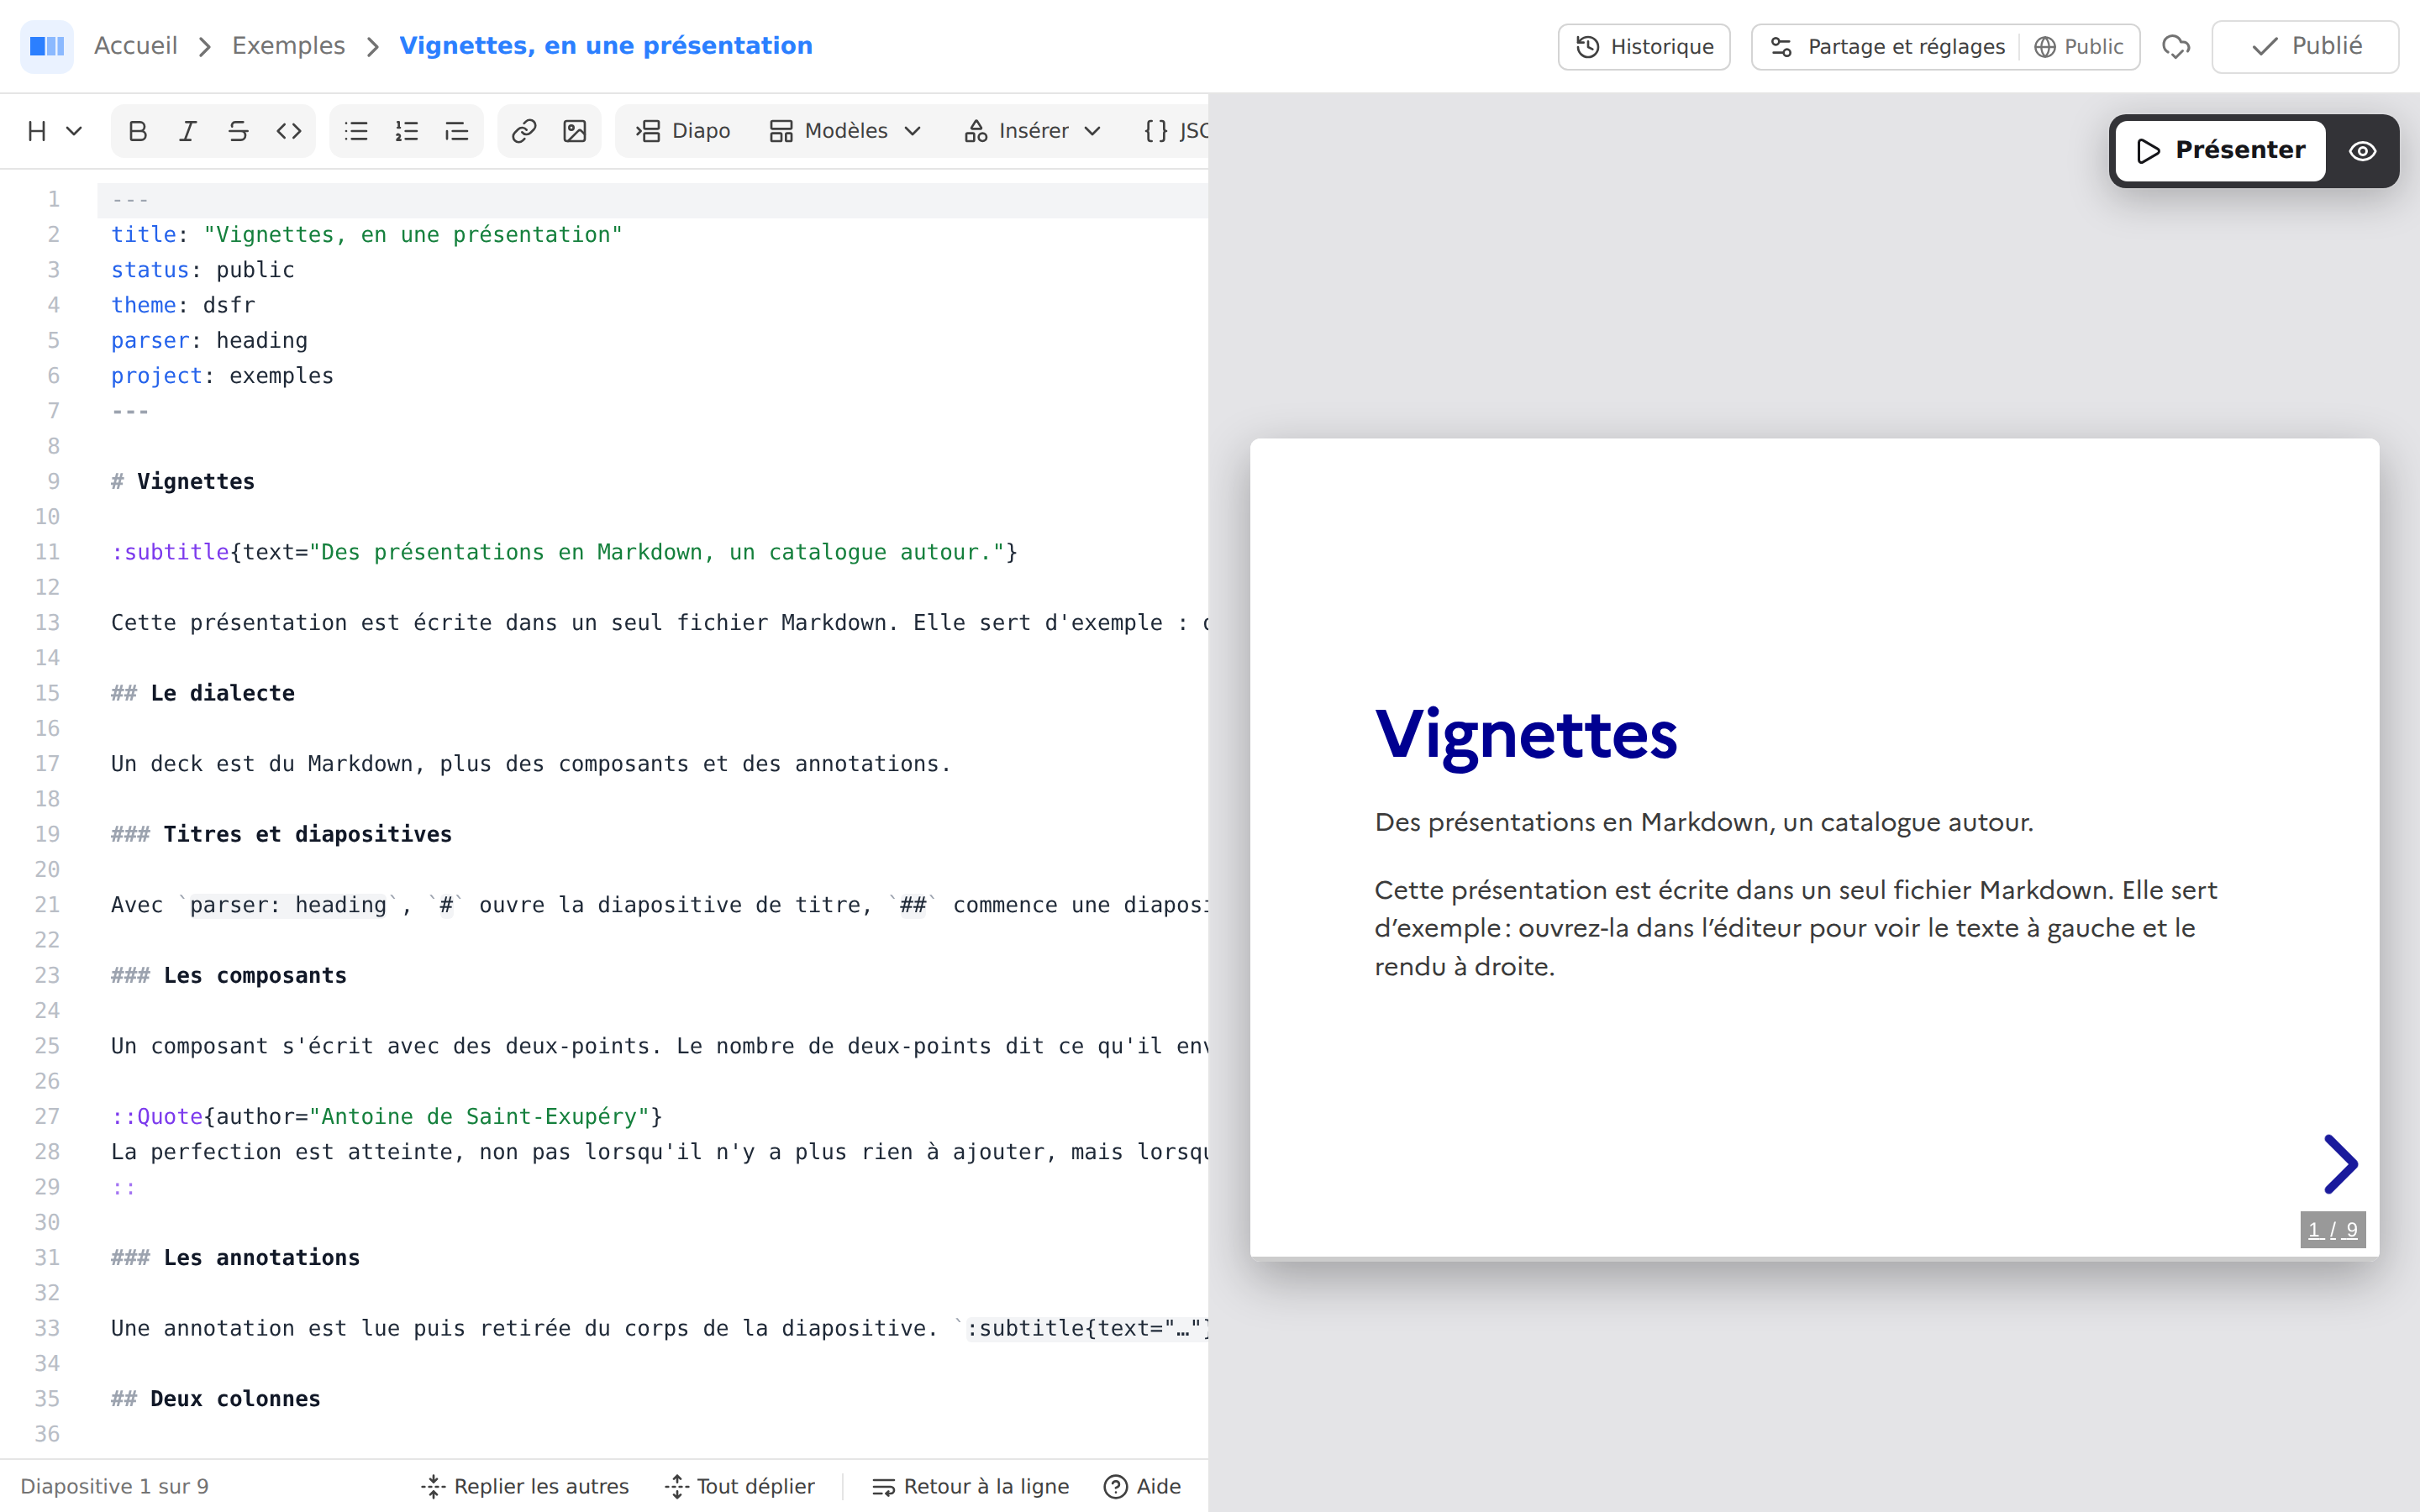 Accueil > Exemples > Vignettes, en une présentation
Historique
Partage et réglages
Public
Publié
H
Diapo
Modèles
Insérer
{ }
Présenter
1 ---
2 title: "Vignettes, en une présentation"
3 status: public
4 theme: dsfr
5 parser: heading
6 project: exemples
7 ---
8
9 # Vignettes
10
11 :subtitle{text="Des présentations en Markdown, un catalogue autour."}
12
13 Cette présentation est écrite dans un seul fichier Markdown. Elle sert d'exemple :
14
15 ## Le dialecte
16
17 Un deck est du Markdown, plus des composants et des annotations.
18
19 ### Titres et diapositives
20
21 Avec `parser: heading`, `#` ouvre la diapositive de titre, `##` commence une
22
23 ### Les composants
24
25 Un composant s'écrit avec des deux-points. Le nombre de deux-points dit ce qu'il
26
27 ::Quote{author="Antoine de Saint-Exupéry"}
28 La perfection est atteinte, non pas lorsqu'il n'y a plus rien à ajouter, mais
29 ::
30
31 ### Les annotations
32
33 Une annotation est lue puis retirée du corps de la diapositive. `:subtitle{text="…"}
34
35 ## Deux colonnes
36
Vignettes
Des présentations en Markdown, un catalogue autour.
Cette présentation est écrite dans un seul fichier Markdown. Elle sert
d’exemple : ouvrez-la dans l’éditeur pour voir le texte à gauche et le
rendu à droite.
1 / 9
Diapositive 1 sur 9
Replier les autres
Tout déplier
Retour à la ligne
Aide